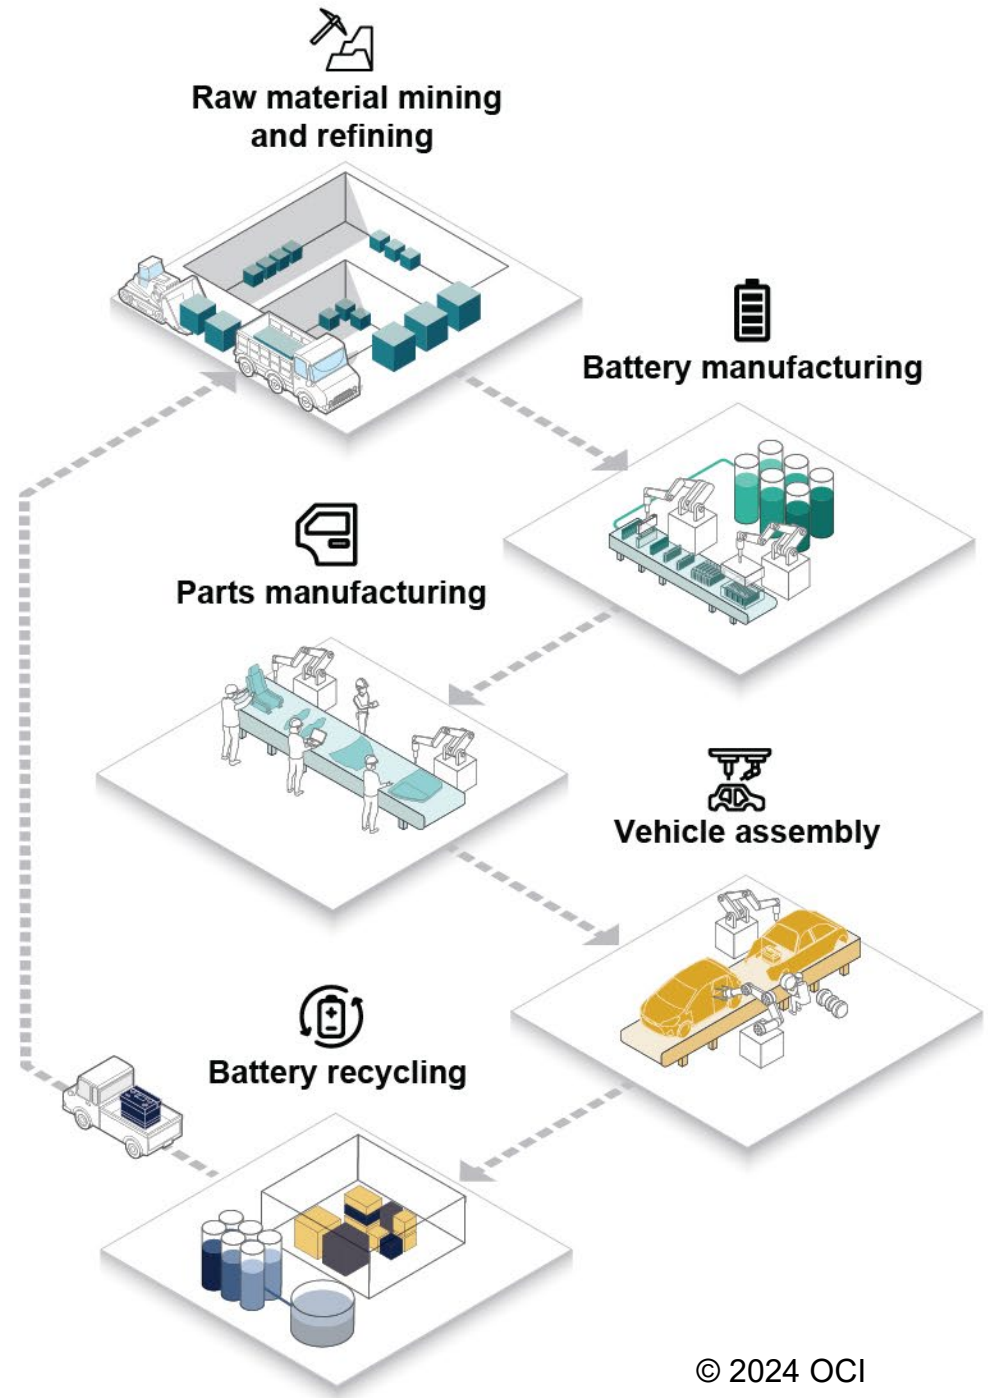 Raw material mining
and refining
Battery manufacturing
Parts manufacturing
Vehicle assembly
Battery recycling
© 2024 OCI